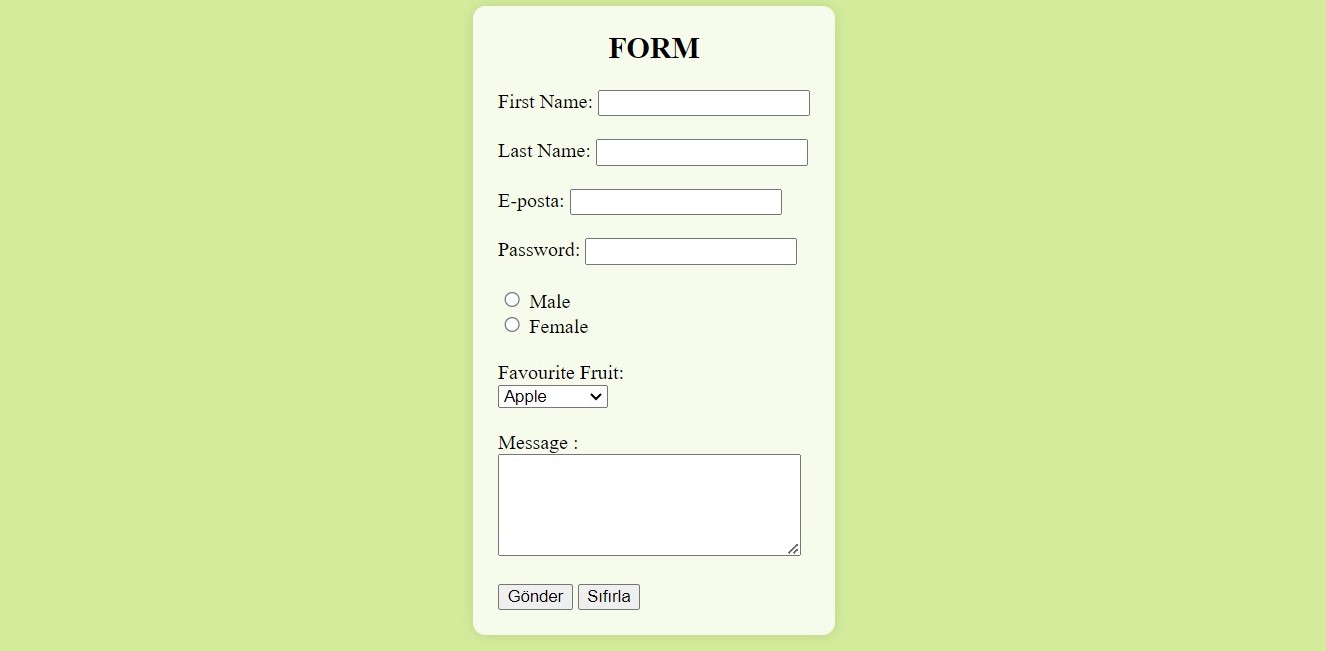 FORM
First Name:
Last Name:
E-posta:
Password:
Male
Female
Favourite Fruit:
Apple
Message :
Gönder Sıfırla